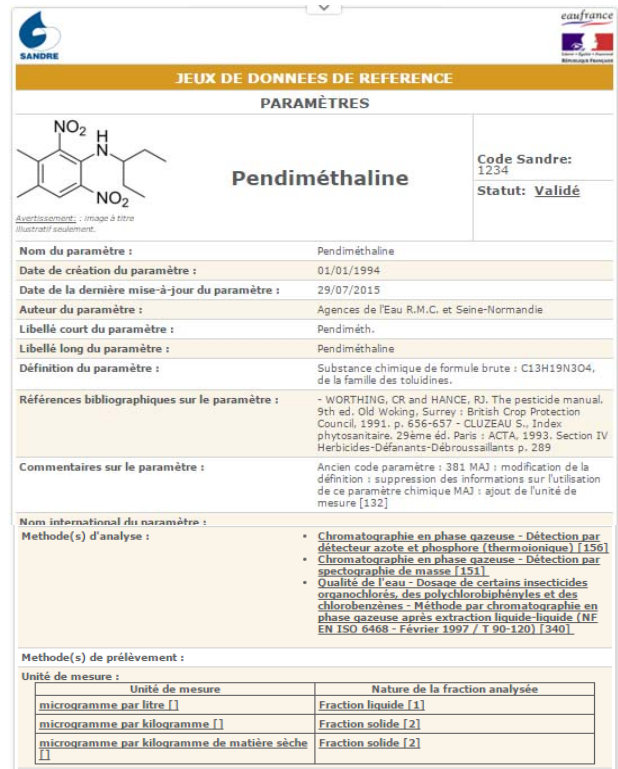 SANDRE
eaufrance
Liberté • Égalité • Fraternité
RÉPUBLIQUE FRANÇAISE
JEUX DE DONNEES DE REFERENCE
PARAMÈTRES
NO2
H
N
NO2
Avertissement: : image à titre
illustratif seulement.
Pendiméthaline
Code Sandre:
1234
Statut: Validé
Nom du paramètre : Pendiméthaline
Date de création du paramètre : 01/01/1994
Date de la dernière mise-à-jour du paramètre : 29/07/2015
Auteur du paramètre : Agences de l'Eau R.M.C. et Seine-Normandie
Libellé court du paramètre : Pendiméth.
Libellé long du paramètre : Pendiméthaline
Définition du paramètre : Substance chimique de formule brute : C13H19N3O4,
de la famille des toluidines.
Références bibliographiques sur le paramètre : - WORTHING, CR and HANCE, RJ. The pesticide manual.
9th ed. Old Woking, Surrey : British Crop Protection
Council, 1991. p. 656-657 - CLUZEAU S., Index
phytosanitaire. 29ème éd. Paris : ACTA, 1993. Section IV
Herbicides-Défanants-Débroussaillants p. 289
Commentaires sur le paramètre : Ancien code paramètre : 381 MAJ : modification de la
définition : suppression des informations sur l'utilisation
de ce paramètre chimique MAJ : ajout de l'unité de
mesure [132]
Nom international du paramètre :
Methode(s) d'analyse : • Chromatographie en phase gazeuse - Détection par
détecteur azote et phosphore (thermoionique) [156]
• Chromatographie en phase gazeuse - Détection par
spectographie de masse [151]
• Qualité de l'eau - Dosage de certains insecticides
organochlorés, des polychlorobiphényles et des
chlorobenzènes - Méthode par chromatographie en
phase gazeuse après extraction liquide-liquide (NF
EN ISO 6468 - Février 1997 / T 90-120) [340]
Methode(s) de prélèvement :
Unité de mesure :
Unité de mesure Nature de la fraction analysée
microgramme par litre [] Fraction liquide [1]
microgramme par kilogramme [] Fraction solide [2]
microgramme par kilogramme de matière sèche Fraction solide [2]
[]